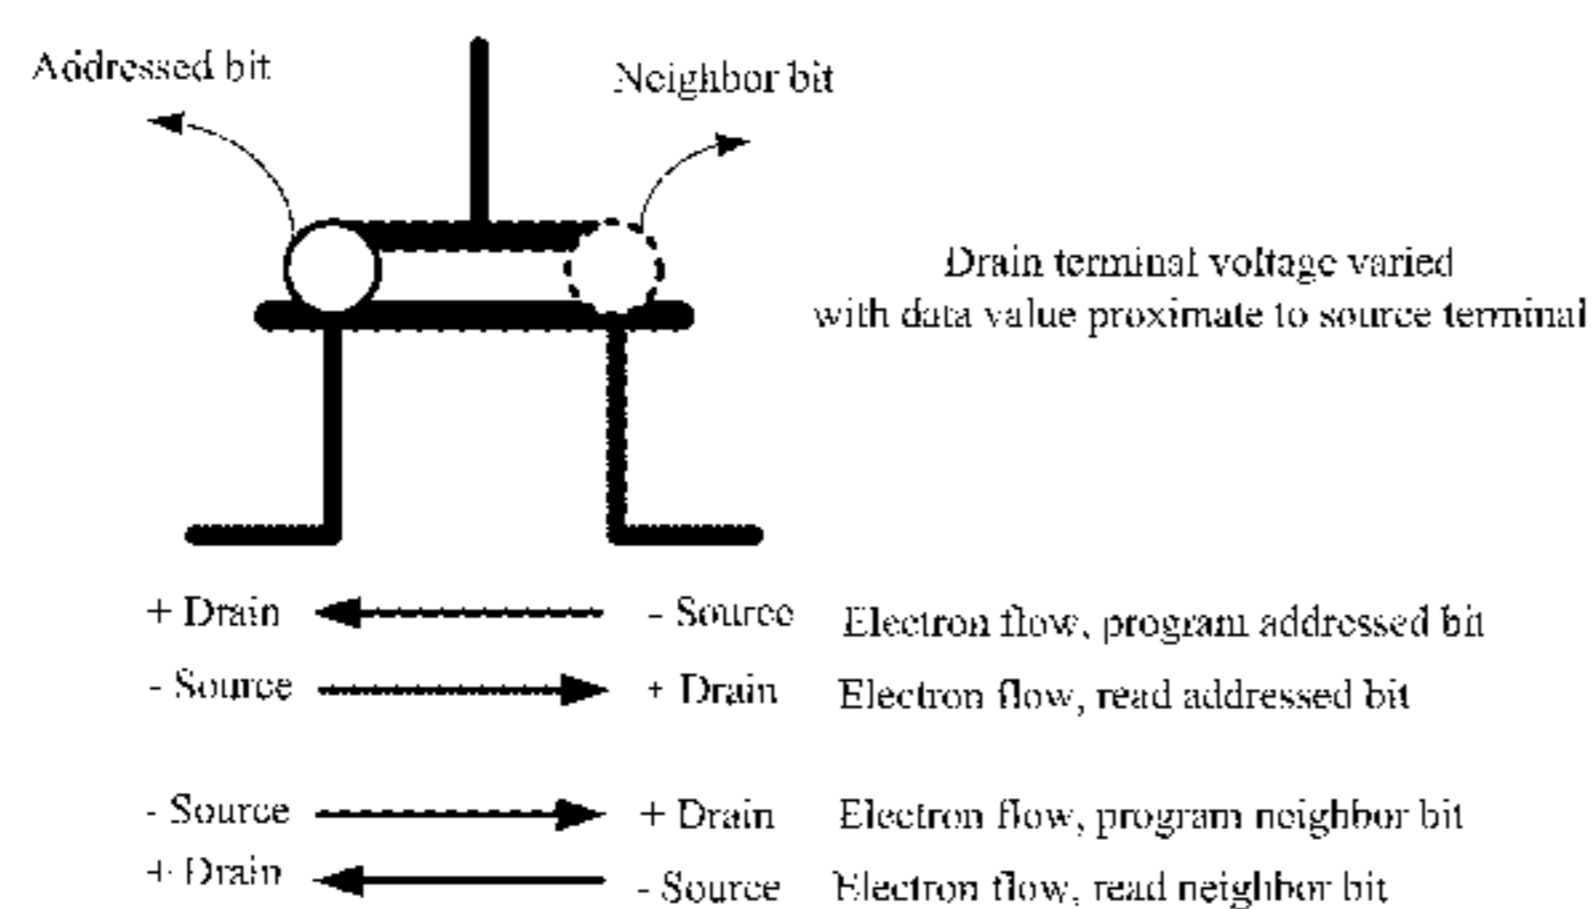 Addressed bit
Neighbor bit
Drain terminal voltage varied
with data value proximate to source terminal
+ Drain - Source Electron flow, program addressed bit
- Source + Drain Electron flow, read addressed bit
- Source + Drain Electron flow, program neighbor bit
+ Drain - Source Electron flow, read neighbor bit